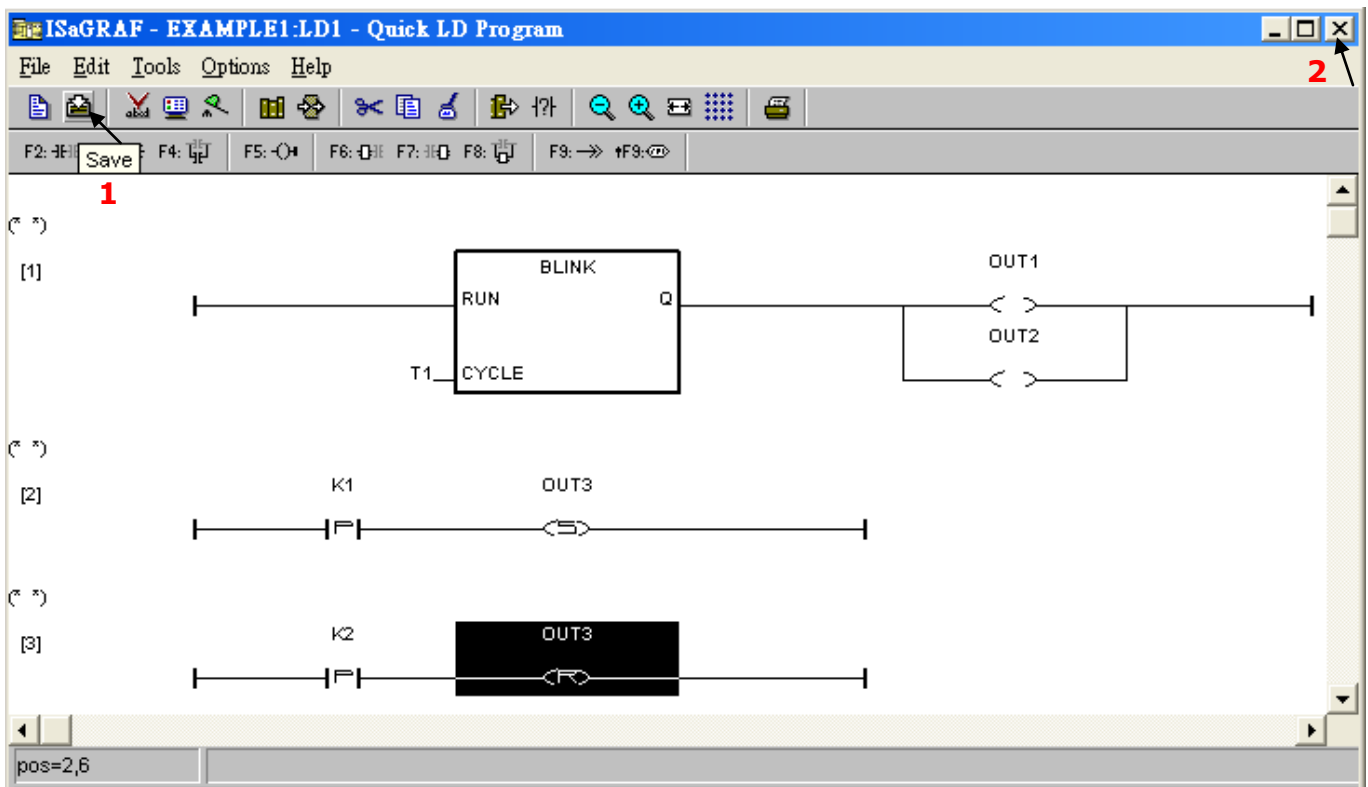 ISaGRAF - EXAMPLE1:LD1 - Quick LD Program
File Edit Tools Options Help
2
F2: F4: F5: F6: F7: F8: F9: F9:
Save
1
(* *)
[1]
BLINK
OUT1
RUN Q
OUT2
T1 CYCLE
(* *)
[2]
K1 OUT3
P S
(* *)
[3]
K2 OUT3
P R
pos=2,6